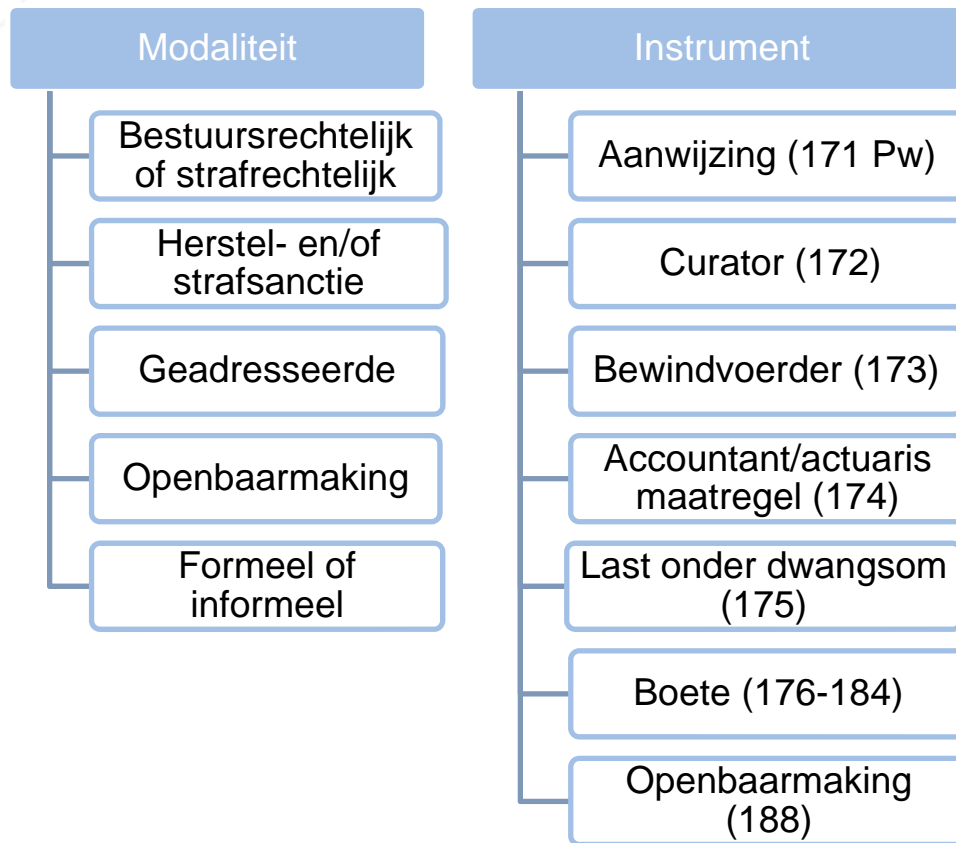 Modaliteit
Bestuursrechtelijk
of strafrechtelijk
Herstel- en/of
strafsanctie
Geadresseerde
Openbaarmaking
Formeel of
informeel
Instrument
Aanwijzing (171 Pw)
Curator (172)
Bewindvoerder (173)
Accountant/actuaris
maatregel (174)
Last onder dwangsom
(175)
Boete (176-184)
Openbaarmaking
(188)